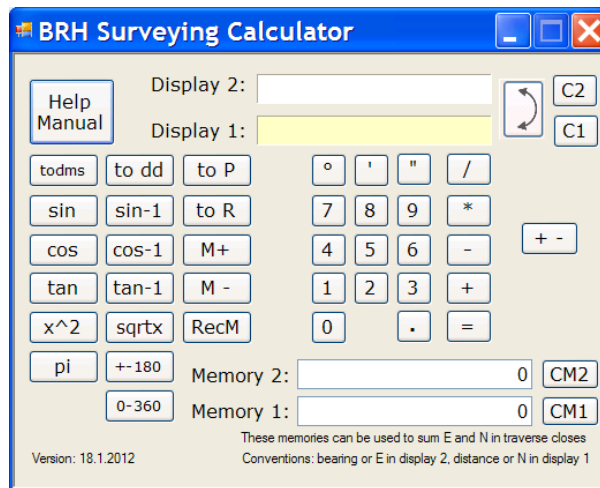 BRH Surveying Calculator
Help Manual
Display 2:
C2
Display 1:
C1
todms to dd to P ° ' " /
sin sin-1 to R 7 8 9 *
+ -
cos cos-1 M+ 4 5 6 -
tan tan-1 M - 1 2 3 +
x^2 sqrtx RecM 0 . =
pi +-180
Memory 2: 0 CM2
0-360 Memory 1: 0 CM1
These memories can be used to sum E and N in traverse closes
Version: 18.1.2012 Conventions: bearing or E in display 2, distance or N in display 1